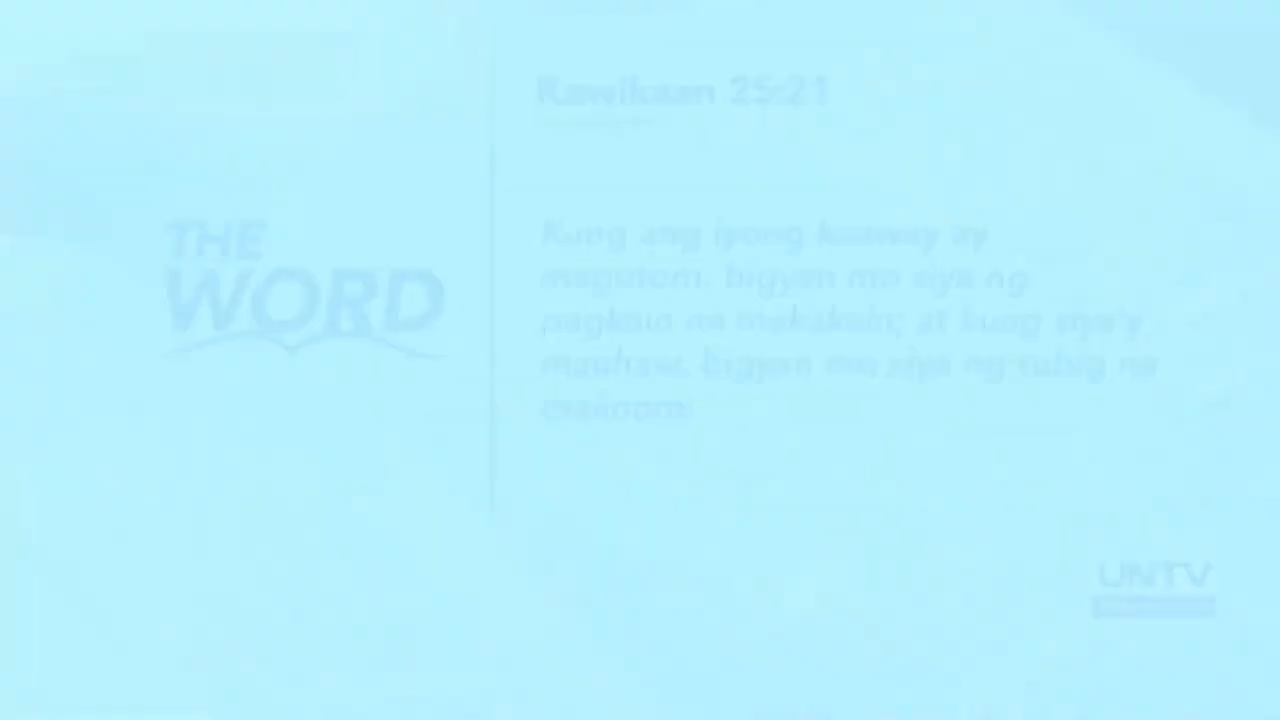 THE
WORD
Kawikaan 25:21
Kung ang iyong kaaway ay
magutom, bigyan mo siya ng
pagkain na makakain; at kung siya'y
mauhaw, bigyan mo siya ng tubig na
mainom:
UNTV